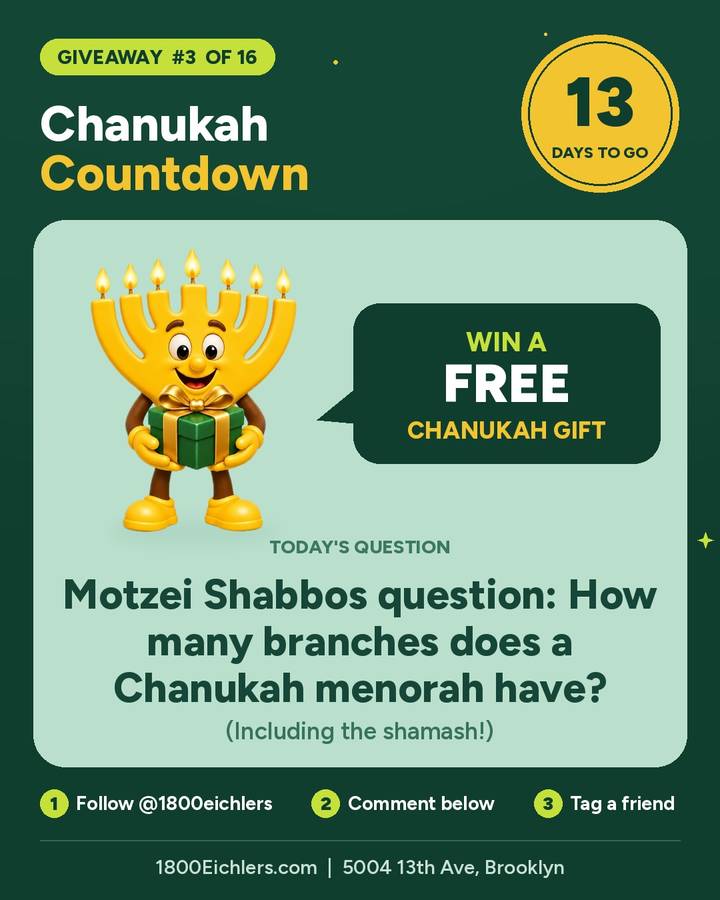 GIVEAWAY #3 OF 16
Chanukah
Countdown
13
DAYS TO GO
WIN A
FREE
CHANUKAH GIFT
TODAY'S QUESTION
Motzei Shabbos question: How
many branches does a
Chanukah menorah have?
(Including the shamash!)
1 Follow @1800eichlers
2 Comment below
3 Tag a friend
1800Eichlers.com | 5004 13th Ave, Brooklyn